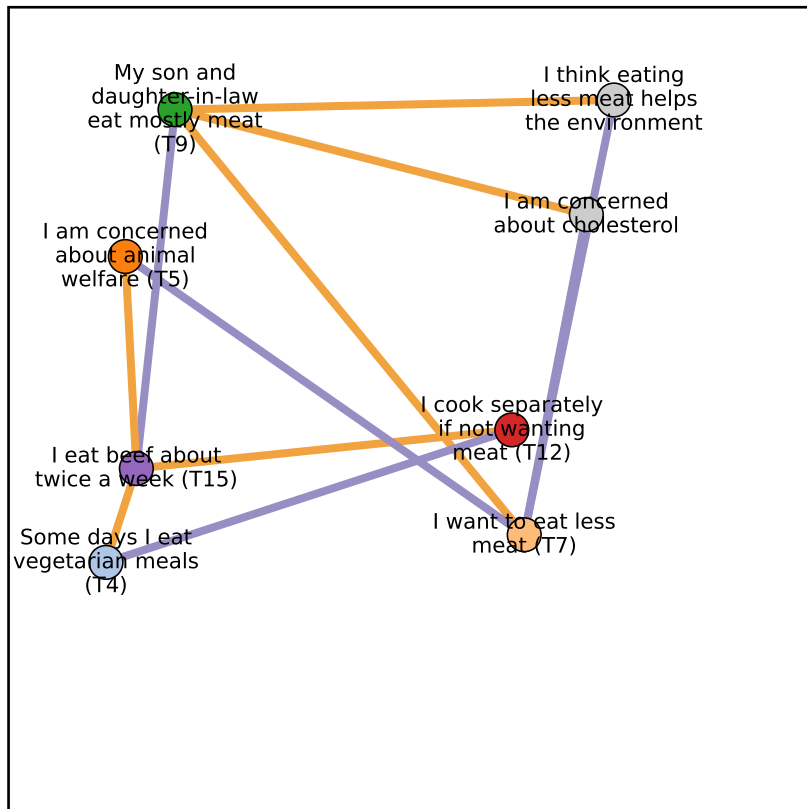 My son and
daughter-in-law
eat mostly meat
(T9)
I think eating
less meat helps
the environment
I am concerned
about cholesterol
I am concerned
about animal
welfare (T5)
I cook separately
if not wanting
meat (T12)
I eat beef about
twice a week (T15)
I want to eat less
meat (T7)
Some days I eat
vegetarian meals
(T4)